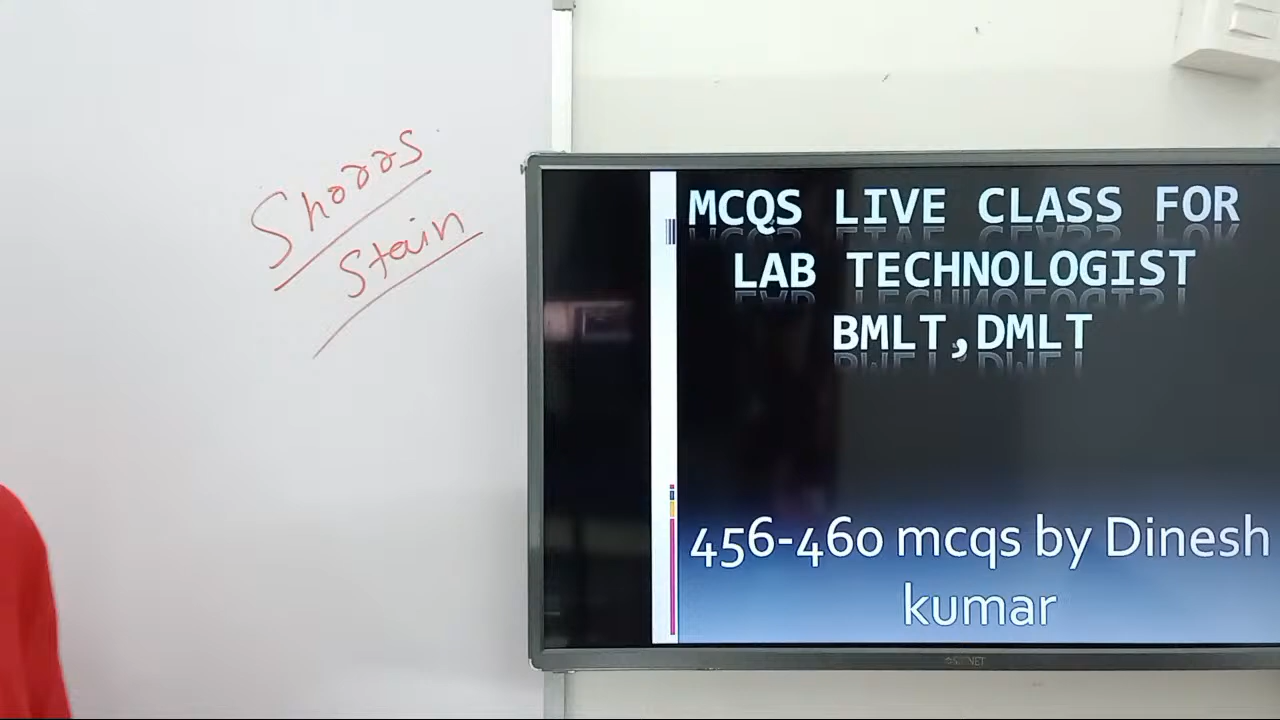 Shorrs
Stain
MCQS LIVE CLASS FOR
LAB TECHNOLOGIST
BMLT,DMLT
456-460 mcqs by Dinesh
kumar